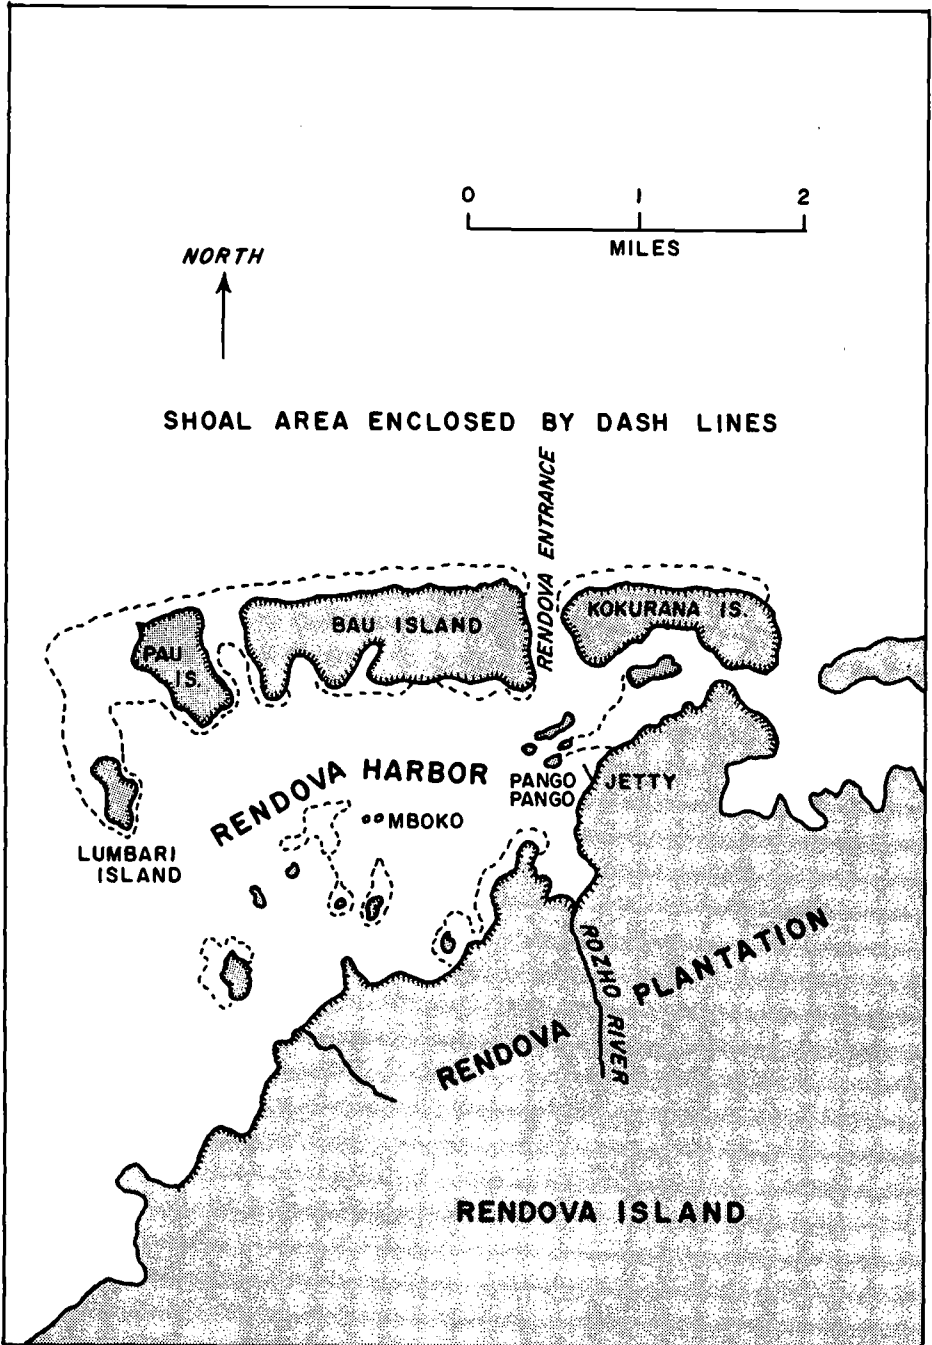 0 1 2
MILES
NORTH
SHOAL AREA ENCLOSED BY DASH LINES
RENDOVA ENTRANCE
PAU
IS.
BAU ISLAND
KOKURANA IS.
RENDOVA HARBOR
PANGO
PANGO
JETTY
MBOKO
LUMBARI
ISLAND
ROZHO RIVER
RENDOVA PLANTATION
RENDOVA ISLAND